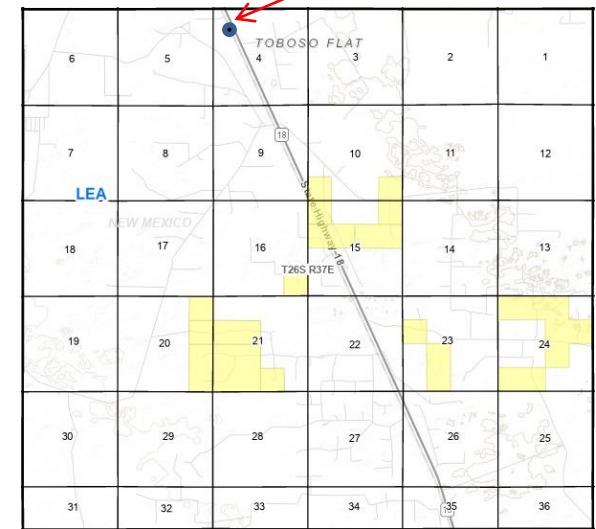 TOBOSO FLAT
6 5 4 3 2 1
18
7 8 9 10 11 12
LEA
NEW MEXICO
State Highway 18
18 17 16 15 14 13
T26S R37E
19 20 21 22 23 24
30 29 28 27 26 25
31 32 33 34 35 36